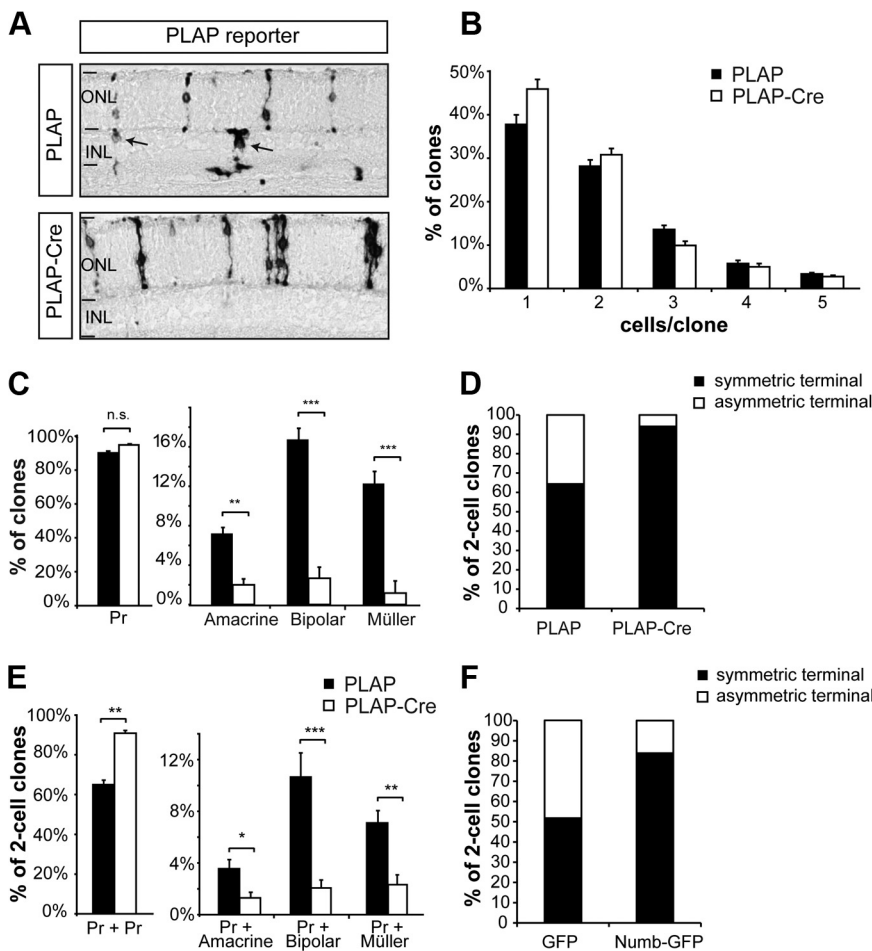 A
PLAP reporter
PLAP
ONL
INL
PLAP-Cre
ONL
INL
B
PLAP
PLAP-Cre
50%
40%
30%
20%
10%
0%
% of clones
1 2 3 4 5
cells/clone
C
n.s.
100%
80%
60%
40%
20%
0%
% of clones
Pr
16%
12%
8%
4%
0%
**
***
***
Amacrine Bipolar Müller
D
symmetric terminal
asymmetric terminal
100
90
80
70
60
50
40
30
20
10
0
% of 2-cell clones
PLAP PLAP-Cre
E
PLAP
PLAP-Cre
**
100%
80%
60%
40%
20%
0%
% of 2-cell clones
Pr + Pr
12%
8%
4%
0%
*
***
**
Pr + Pr + Pr +
Amacrine Bipolar Müller
F
symmetric terminal
asymmetric terminal
100
90
80
70
60
50
40
30
20
10
0
% of 2-cell clones
GFP Numb-GFP